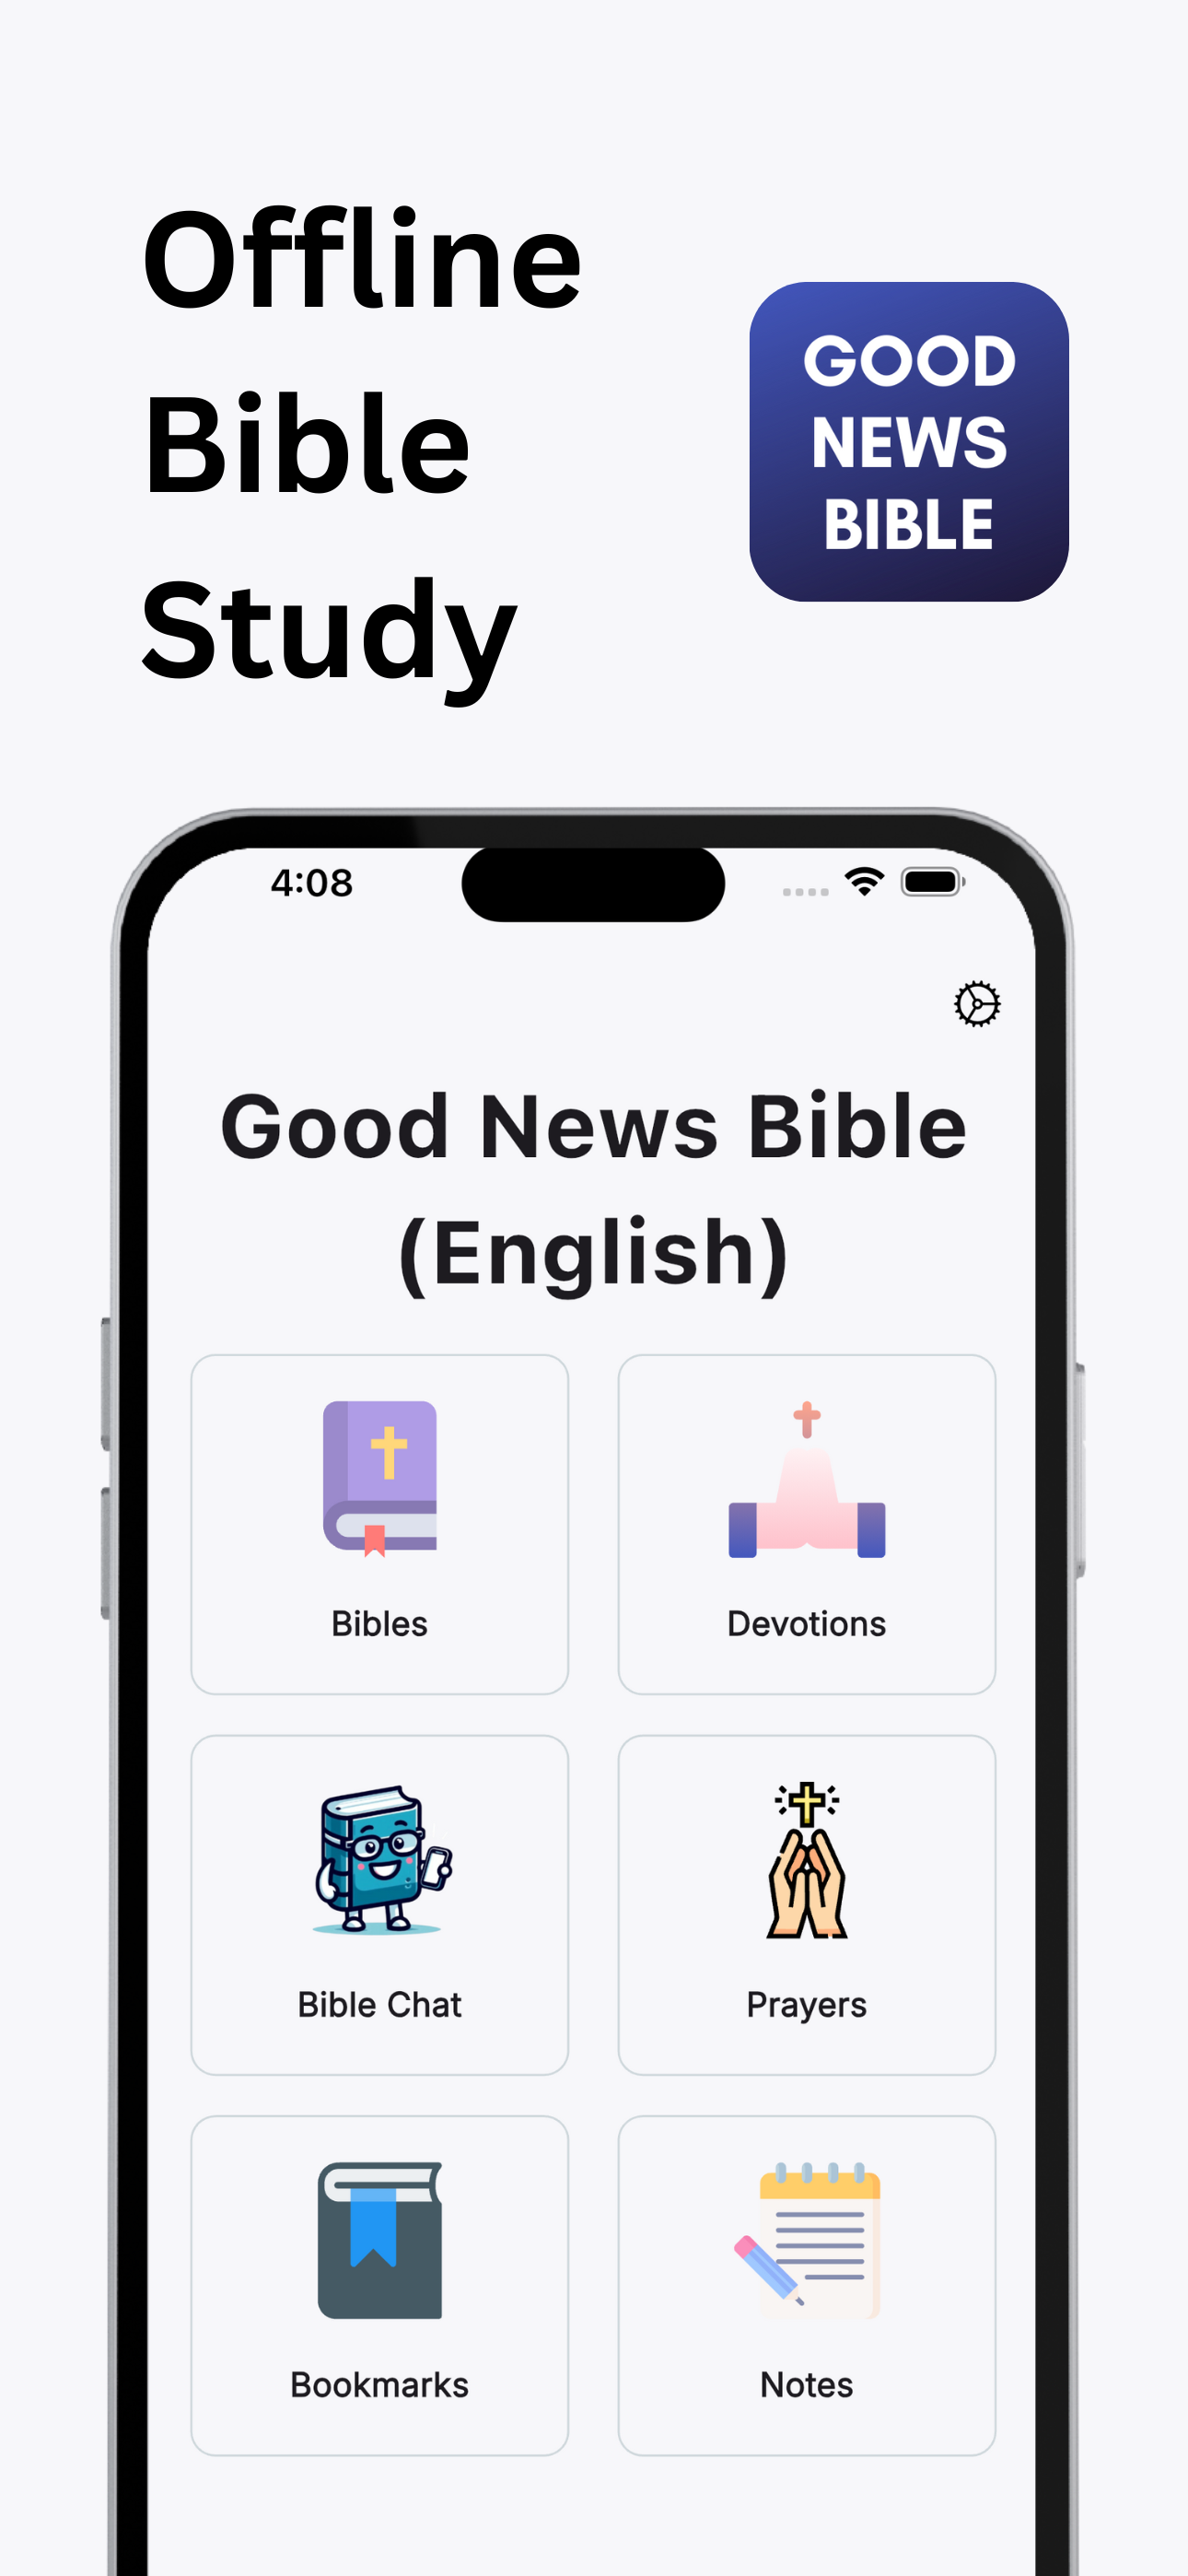 Offline
Bible
Study
GOOD
NEWS
BIBLE
4:08
Good News Bible
(English)
Bibles
Devotions
Bible Chat
Prayers
Bookmarks
Notes